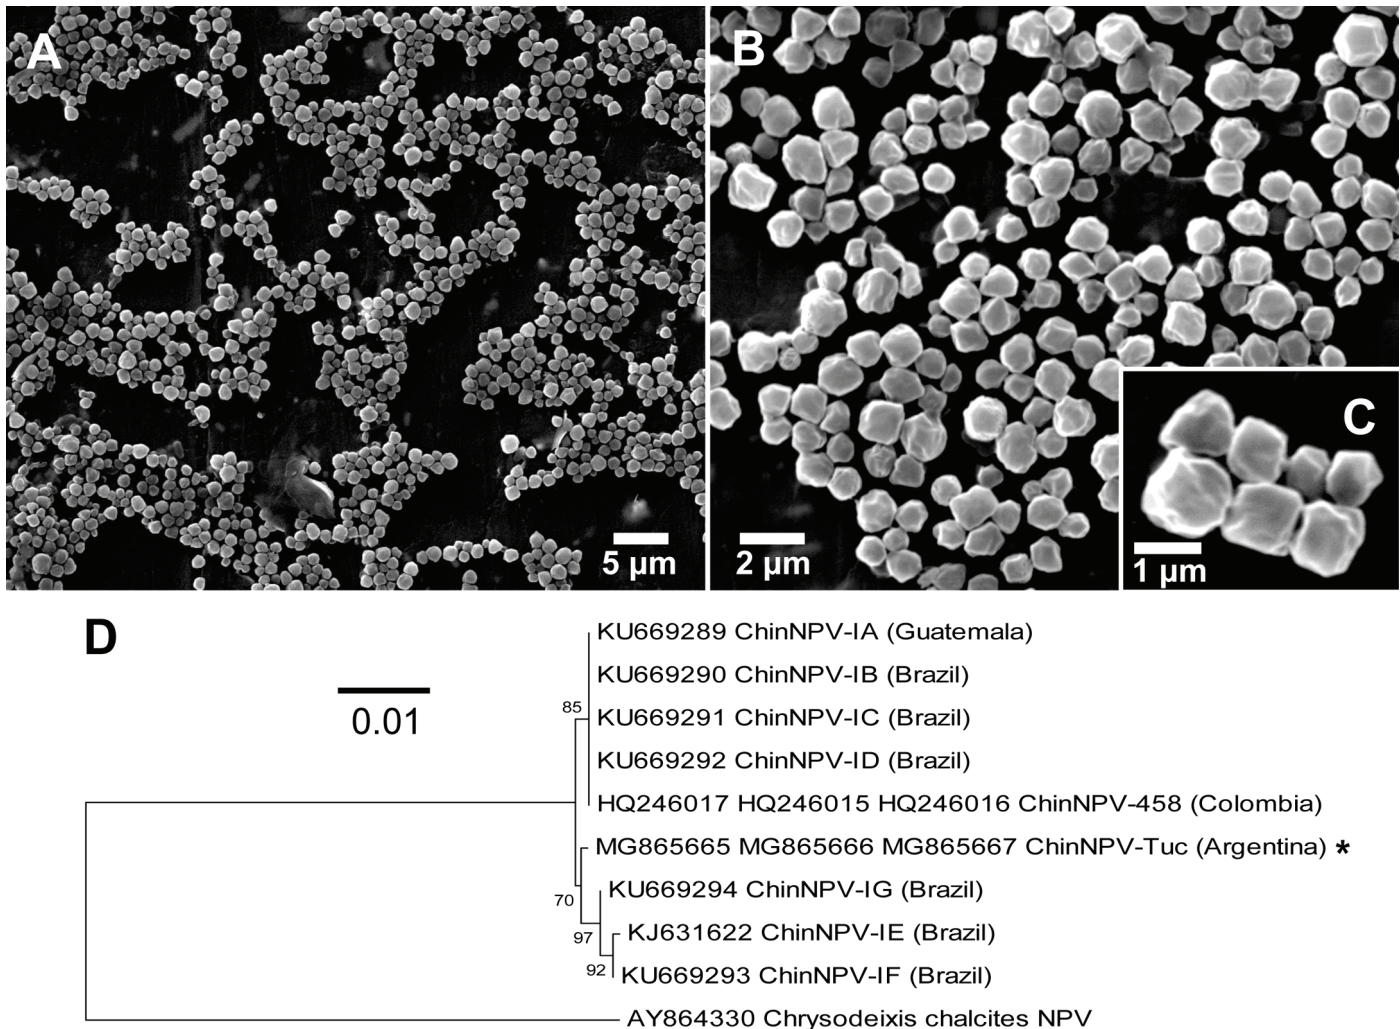 A
B
5 µm
2 µm
C
1 µm
D
0.01
85
70
97
92
KU669289 ChinNPV-IA (Guatemala)
KU669290 ChinNPV-IB (Brazil)
KU669291 ChinNPV-IC (Brazil)
KU669292 ChinNPV-ID (Brazil)
HQ246017 HQ246015 HQ246016 ChinNPV-458 (Colombia)
MG865665 MG865666 MG865667 ChinNPV-Tuc (Argentina) *
KU669294 ChinNPV-IG (Brazil)
KJ631622 ChinNPV-IE (Brazil)
KU669293 ChinNPV-IF (Brazil)
AY864330 Chrysodeixis chalcites NPV